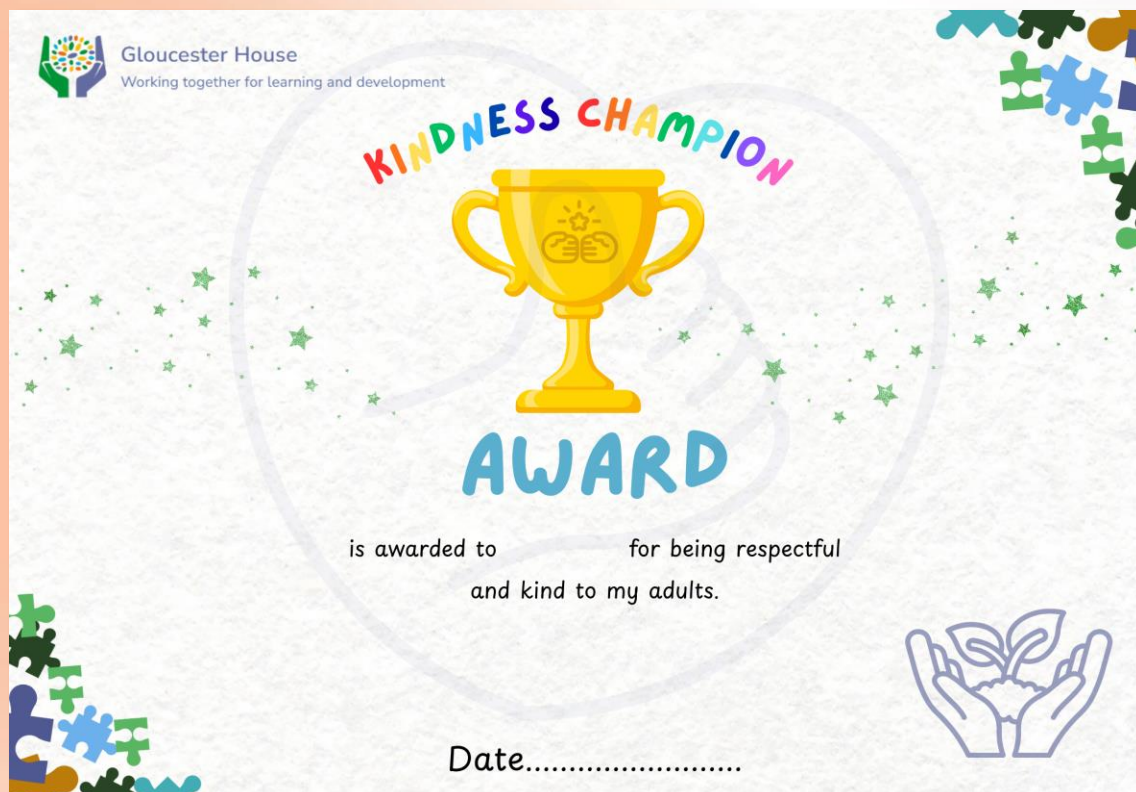 Gloucester House
Working together for learning and development
KINDNESS CHAMPION
AWARD
is awarded to for being respectful
and kind to my adults.
Date.........................